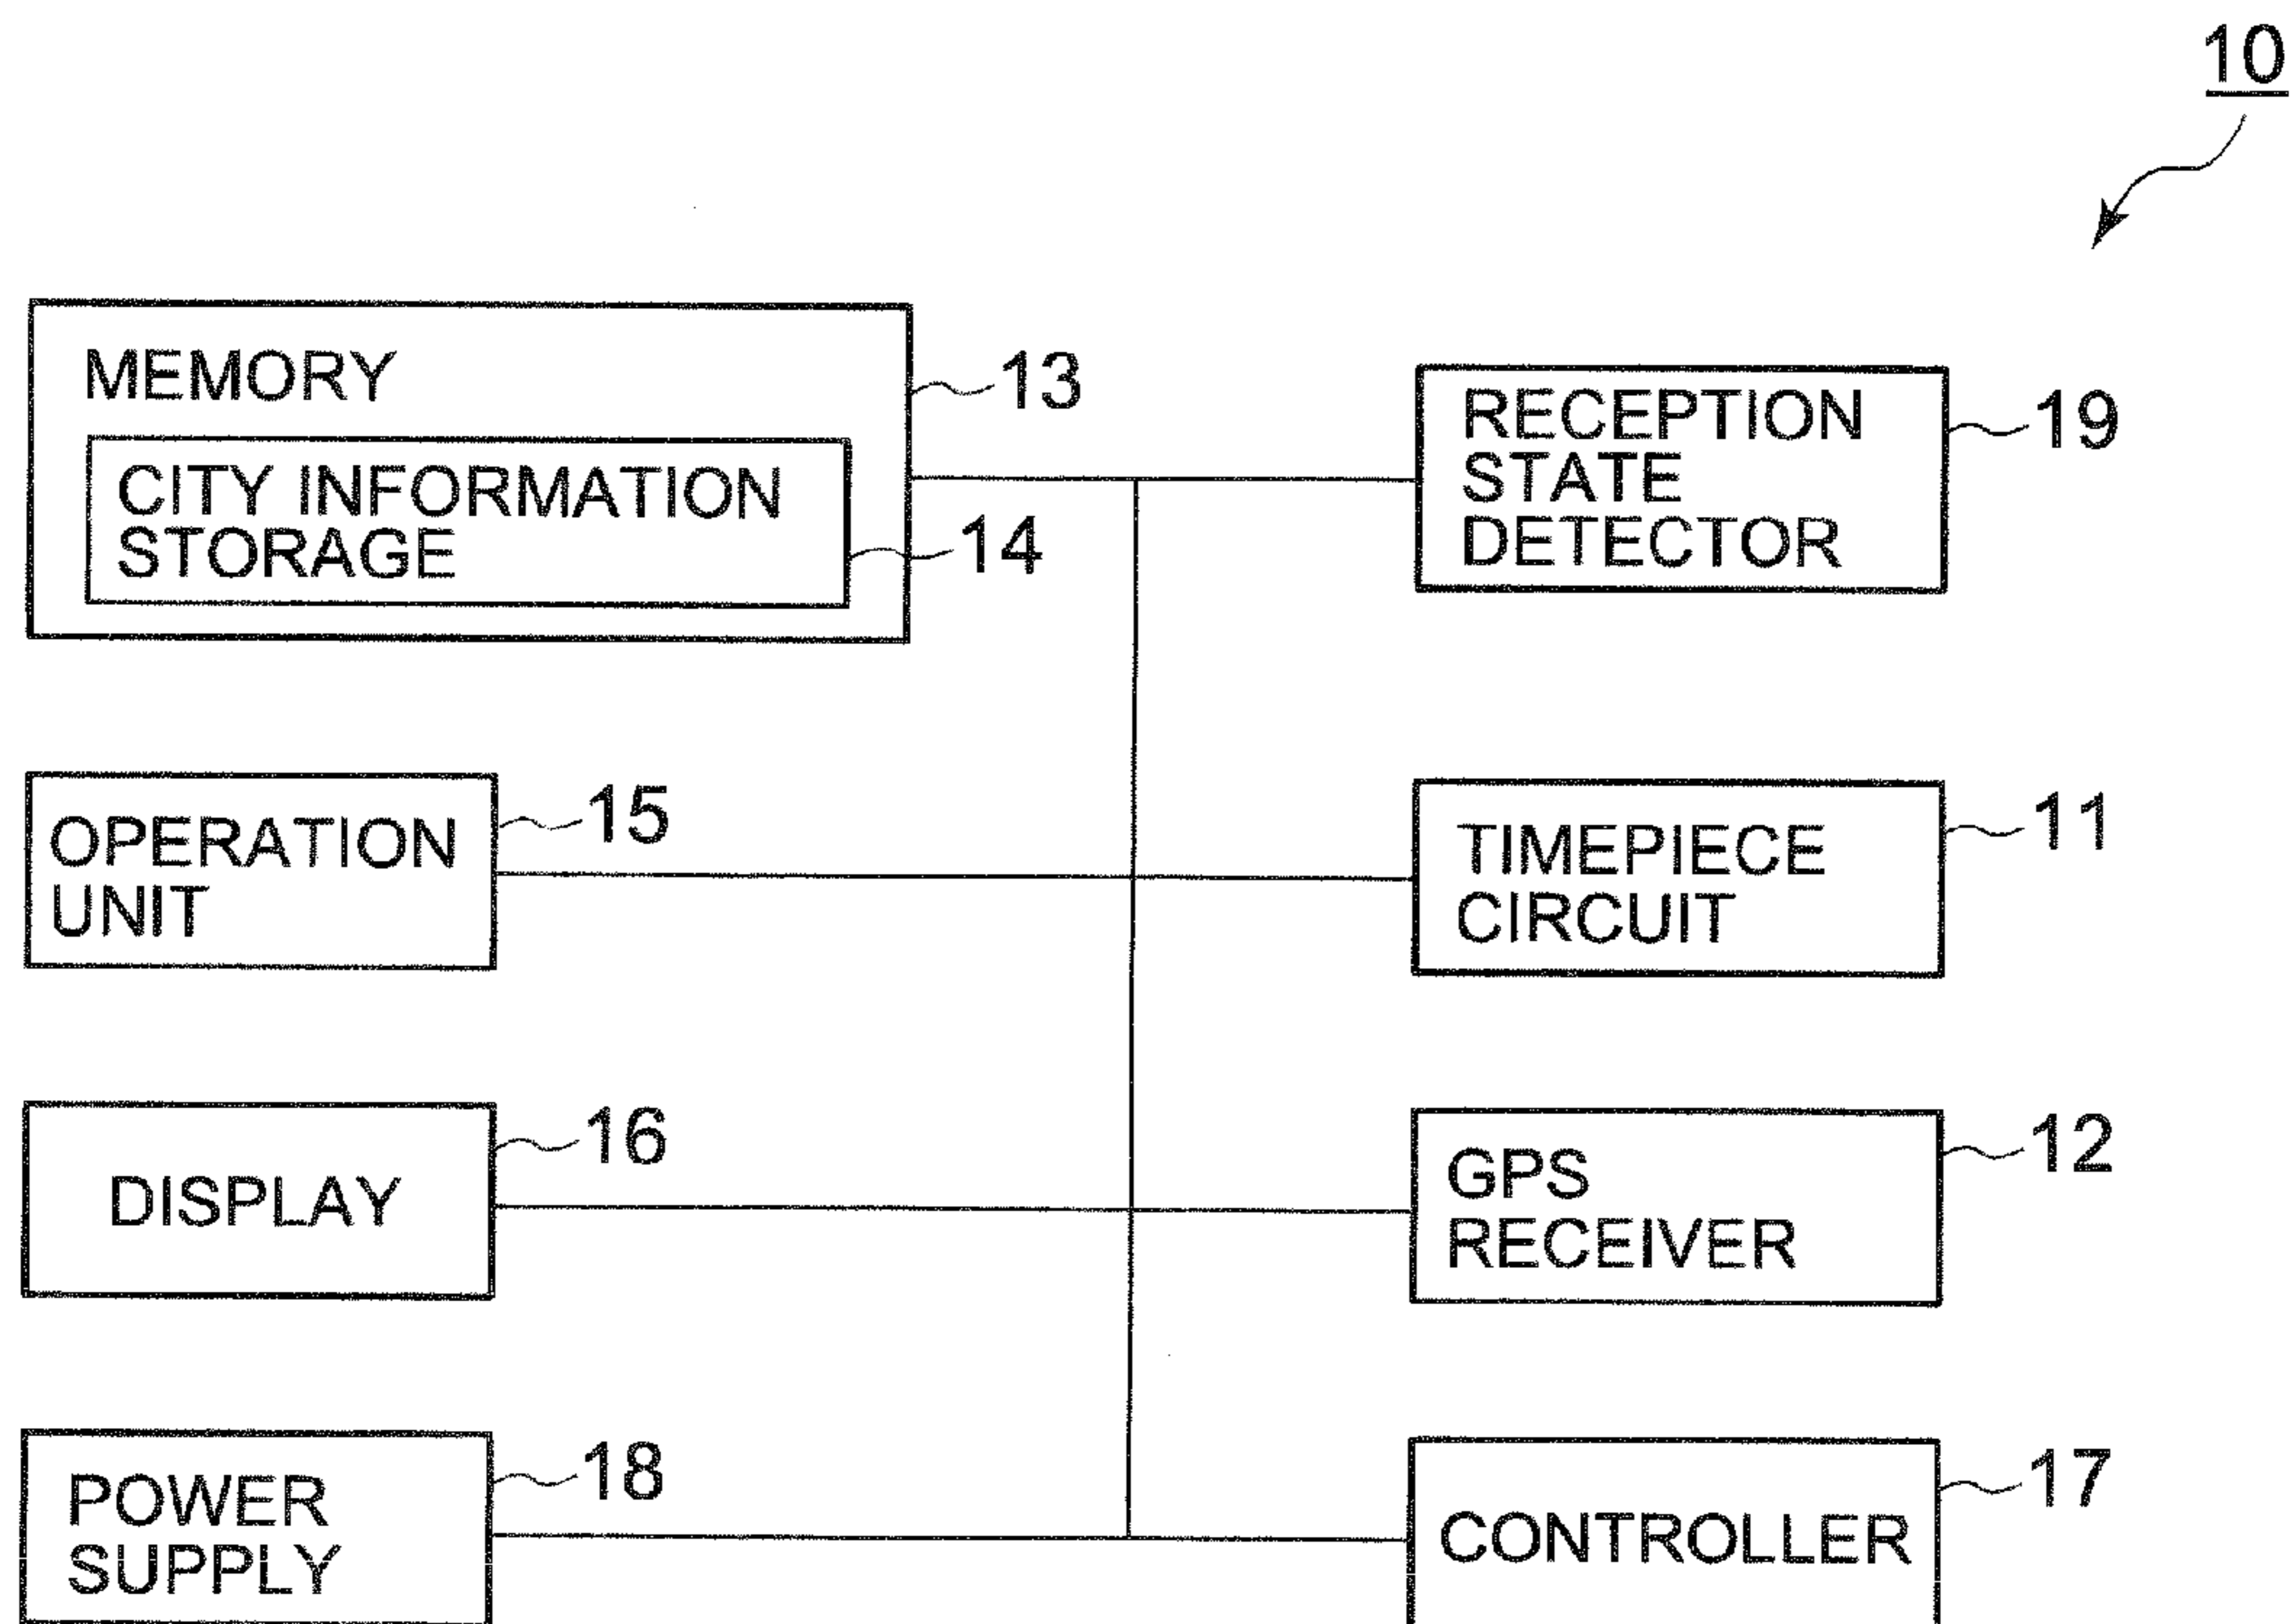 10
MEMORY
13
CITY INFORMATION
STORAGE
14
RECEPTION
STATE
DETECTOR
19
OPERATION
UNIT
15
TIMEPIECE
CIRCUIT
11
DISPLAY
16
GPS
RECEIVER
12
POWER
SUPPLY
18
CONTROLLER
17